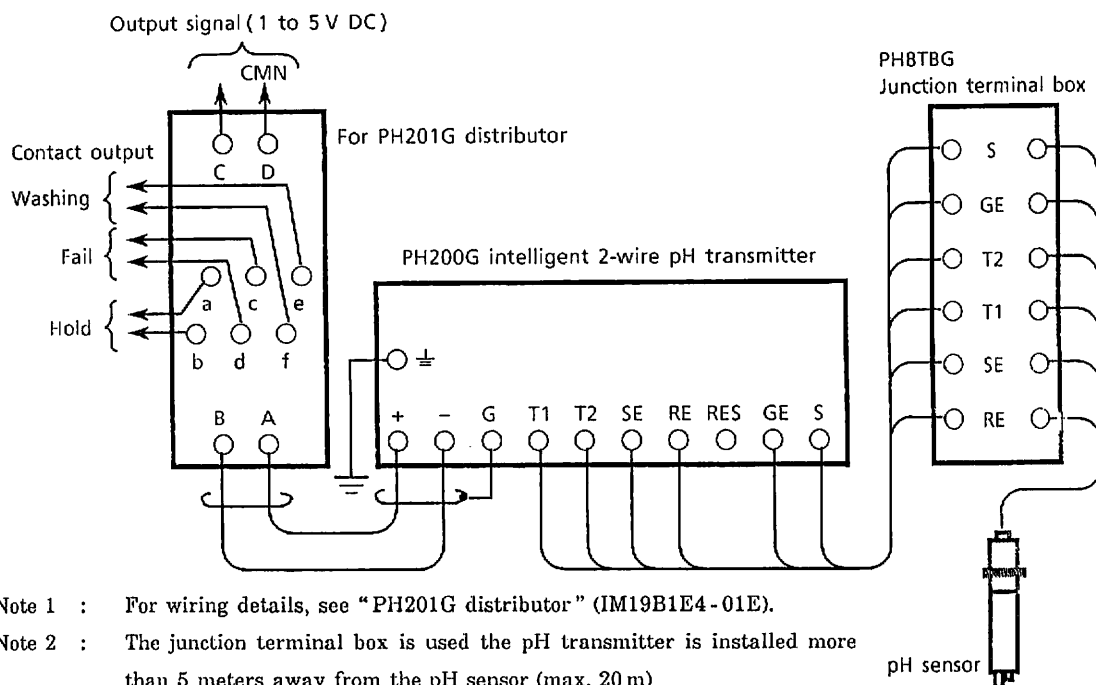 Output signal (1 to 5 V DC)
CMN
C D
For PH201G distributor
Contact output
Washing
Fail
Hold
a c e
b d f
B A
PH200G intelligent 2-wire pH transmitter
+ − G T1 T2 SE RE RES GE S
PH8TBG
Junction terminal box
S
GE
T2
T1
SE
RE
pH sensor
Note 1 : For wiring details, see "PH201G distributor" (IM19B1E4-01E).
Note 2 : The junction terminal box is used the pH transmitter is installed more
than 5 meters away from the pH sensor (max. 20 m)